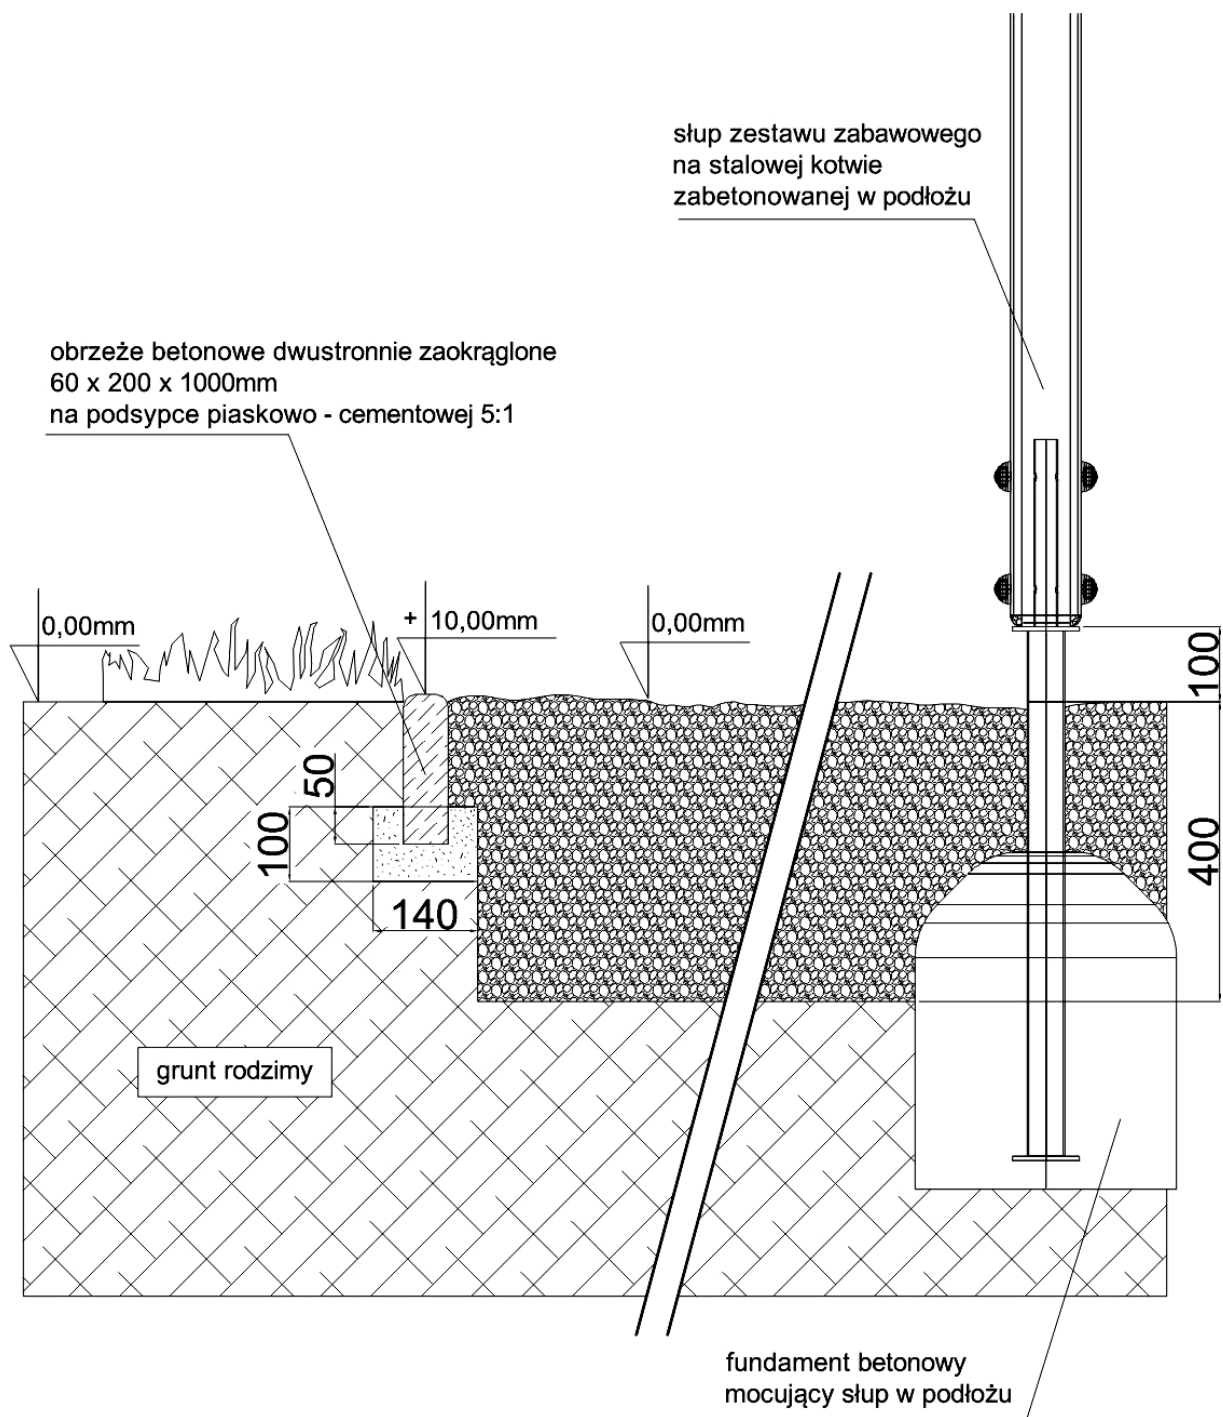 słup zestawu zabawowego
na stalowej kotwie
zabetonowanej w podłożu
obrzeże betonowe dwustronnie zaokrąglone
60 x 200 x 1000mm
na podsypce piaskowo - cementowej 5:1
0,00mm
+ 10,00mm
0,00mm
100
50
100
400
140
grunt rodzimy
fundament betonowy
mocujący słup w podłożu